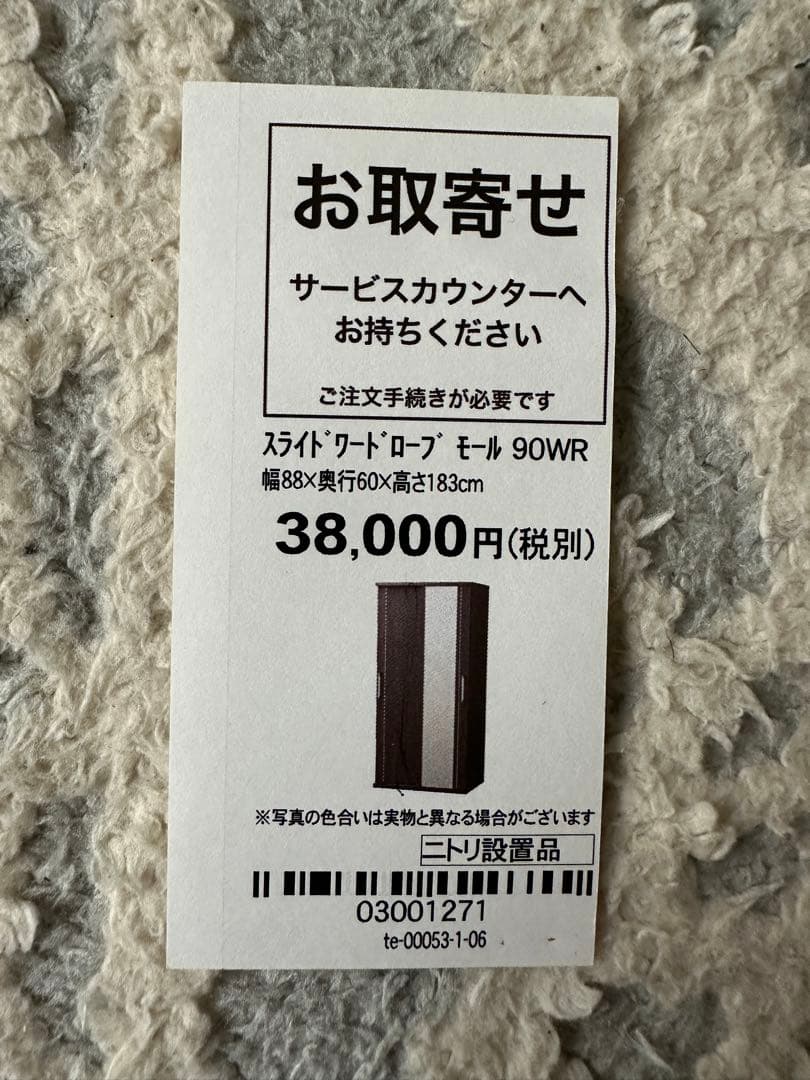 お取寄せ
サービスカウンターへ
お持ちください
ご注文手続きが必要です
ｽﾗｲﾄﾞﾜｰﾄﾞﾛｰﾌﾞ ﾓｰﾙ 90WR
幅88×奥行60×高さ183cm
38,000円(税別)
※写真の色合いは実物と異なる場合がございます
ニトリ設置品
03001271
te-00053-1-06